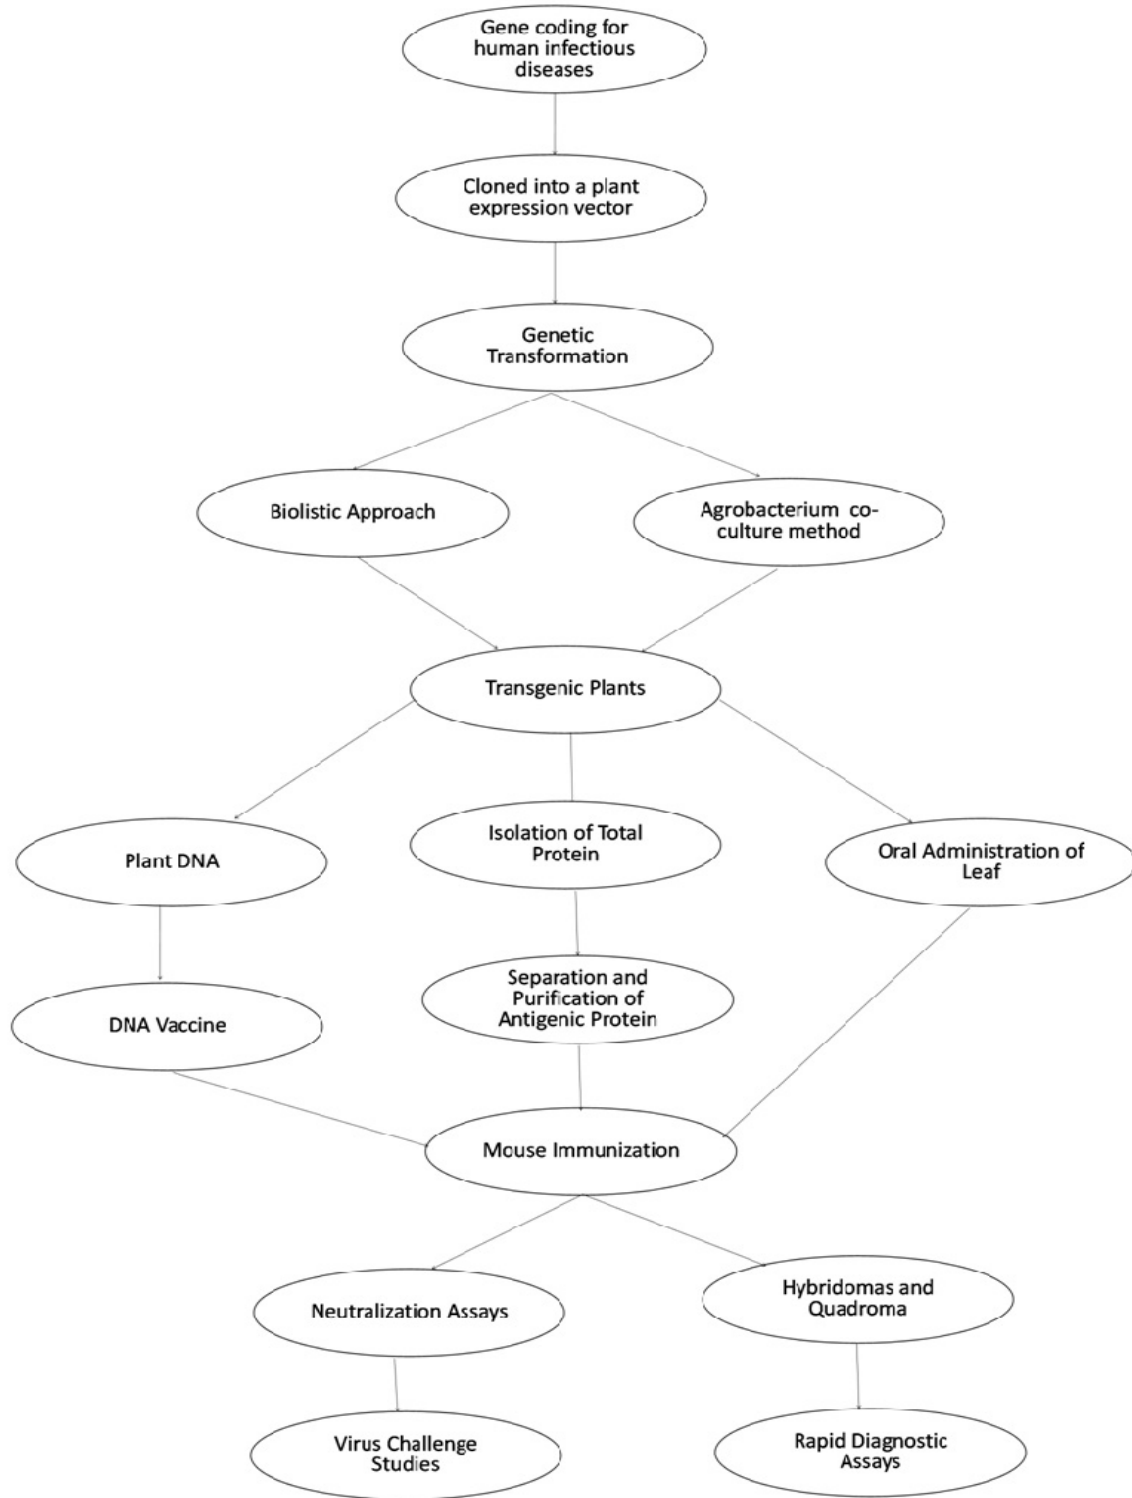 Gene coding for
human infectious
diseases
Cloned into a plant
expression vector
Genetic
Transformation
Biolistic Approach
Agrobacterium co-
culture method
Transgenic Plants
Plant DNA
Isolation of Total
Protein
Oral Administration of
Leaf
DNA Vaccine
Separation and
Purification of
Antigenic Protein
Mouse Immunization
Neutralization Assays
Hybridomas and
Quadroma
Virus Challenge
Studies
Rapid Diagnostic
Assays